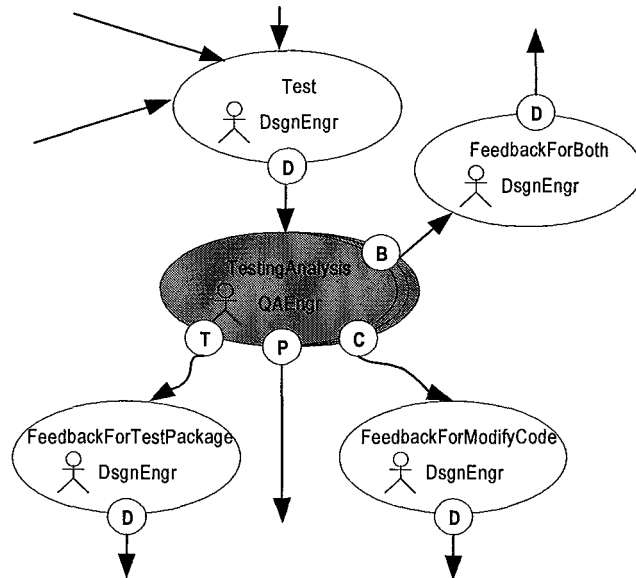 Test
DsgnEngr
D
D
FeedbackForBoth
DsgnEngr
B
TestingAnalysis
QAEngr
T
P
C
FeedbackForTestPackage
DsgnEngr
D
FeedbackForModifyCode
DsgnEngr
D